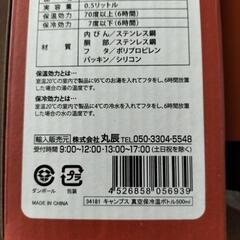 実容量 0.5リットル
保温効力 70度以上(6時間)
保冷効力 7度以下(6時間)
内びん/ステンレス鋼
胴部/ステンレス鋼
フタ/ポリプロピレン
パッキン/シリコン
保温効力とは…
室温20℃の室内で製品に95℃のお湯を入れてフタをし、6時間放置
した場合の湯の温度です。
保冷効力とは…
室温20℃の室内で製品に4℃の冷水を入れてフタをし、6時間放置し
た場合の水の温度です。
輸入販売元 株式会社 丸辰 TEL 050-3304-5548
受付時間 9:00~12:00・13:00~17:00(土日祝を除く)
ダンボール
包装
MADE IN CHINA
4 526858 056939
34181 キャンプス 真空保冷温ボトル500ml